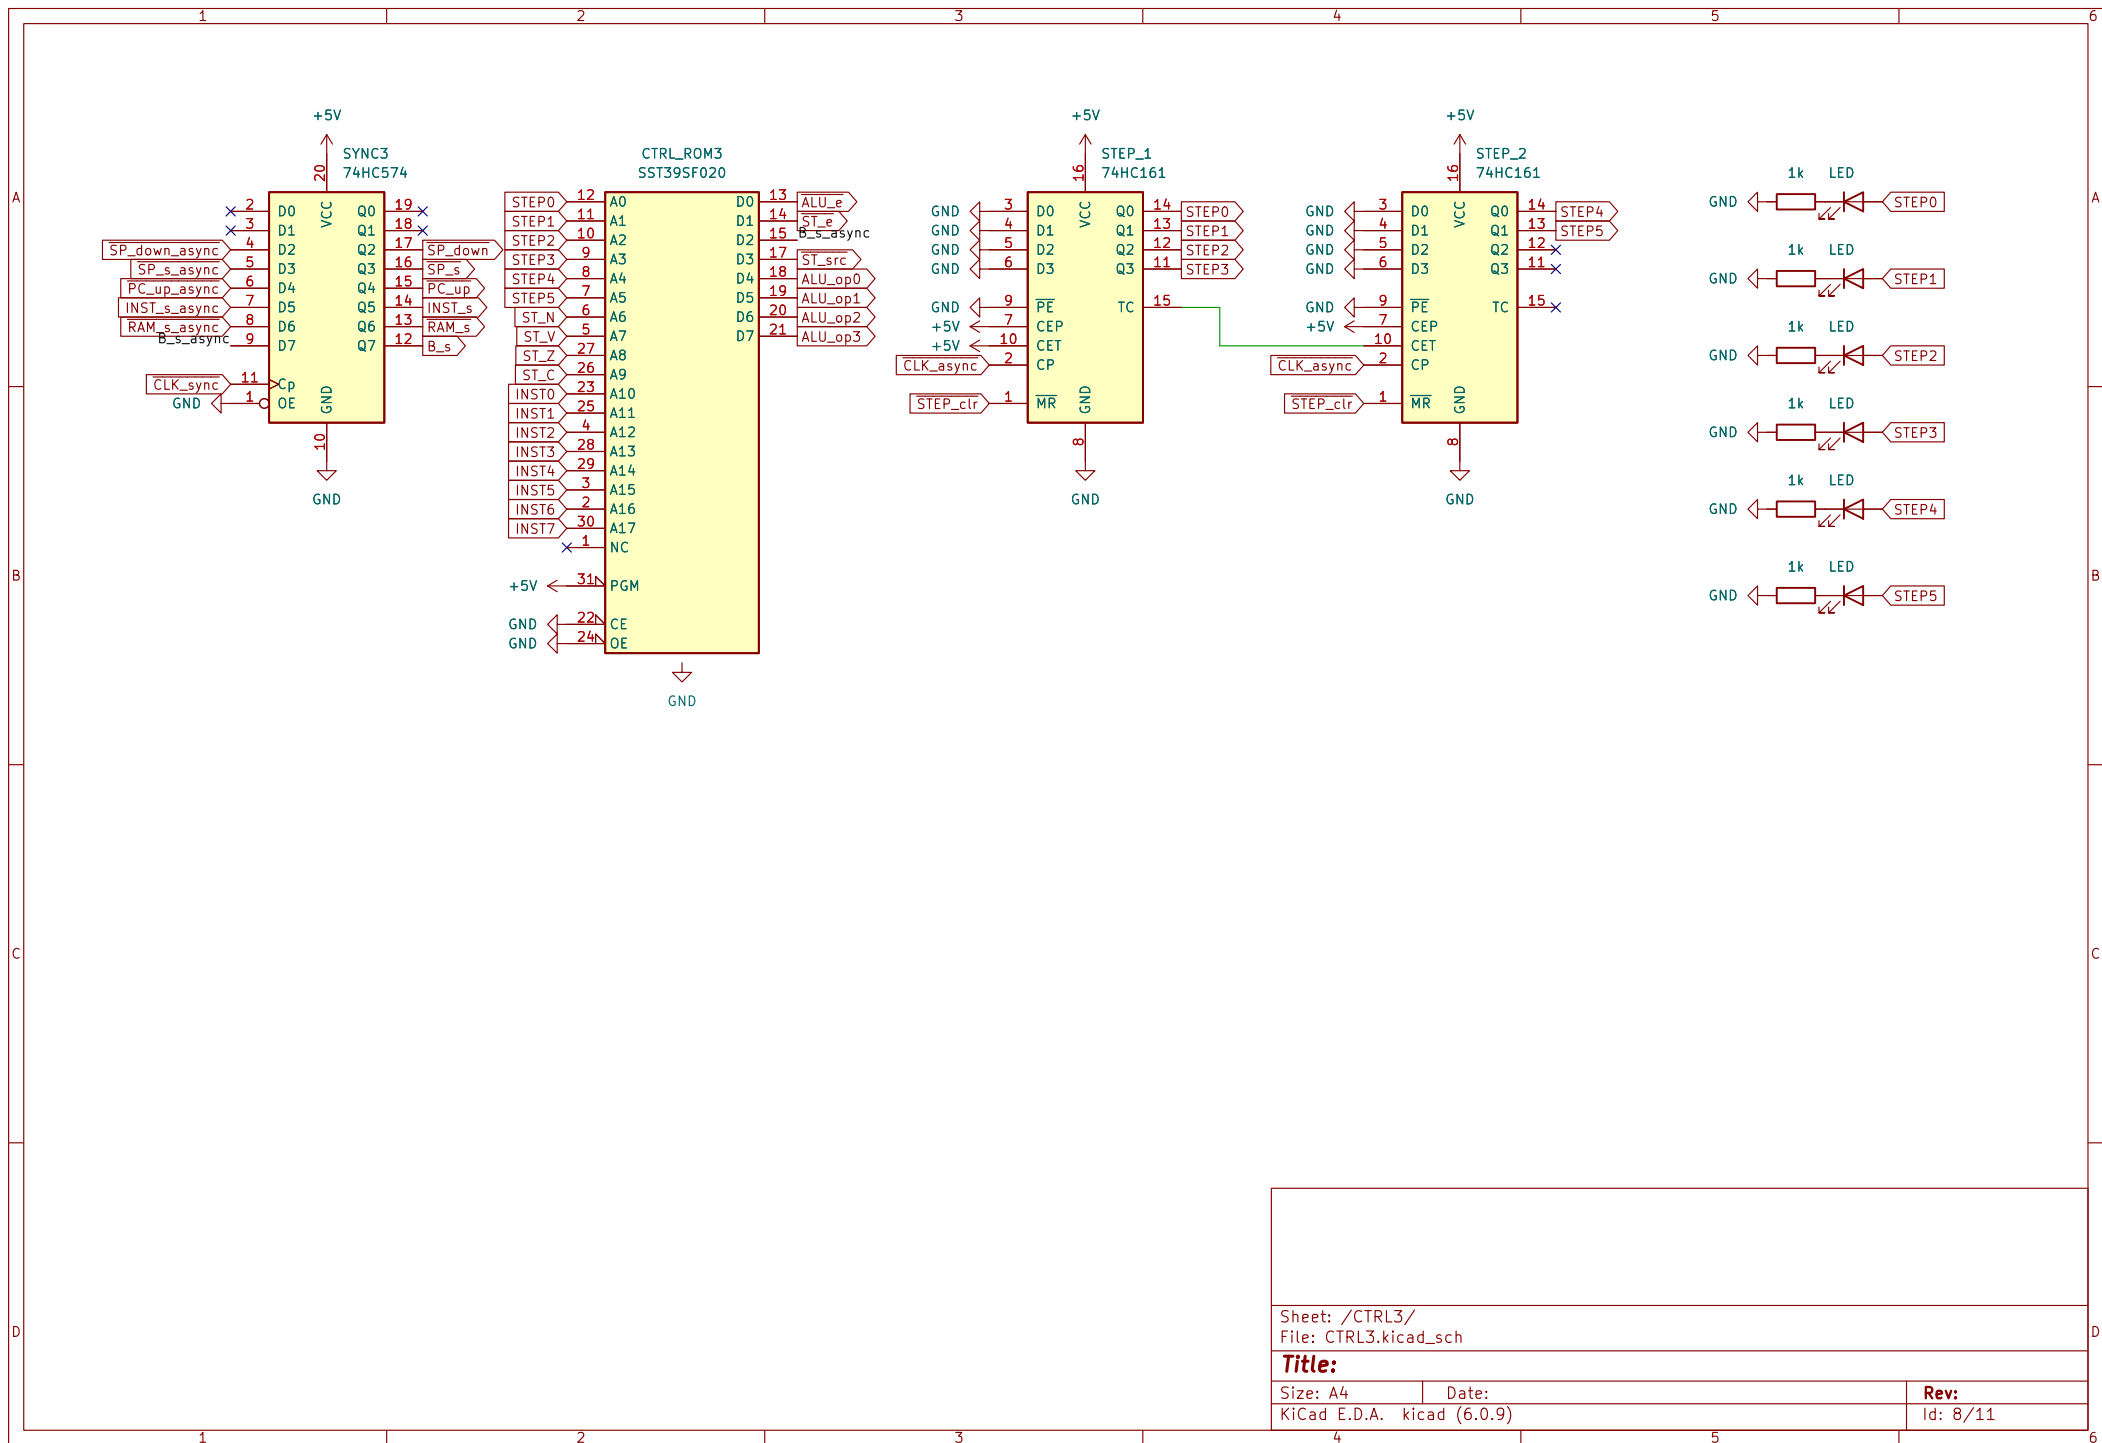 1 2 3 4 5 6
A
B
C
D
A
B
C
D
1 2 3 4 5 6
+5V
SYNC3
74HC574
20
VCC
2 D0 Q0 19
3 D1 Q1 18
SP_down_async 4 D2 Q2 17 SP_down
SP_s_async 5 D3 Q3 16 SP_s
PC_up_async 6 D4 Q4 15 PC_up
INST_s_async 7 D5 Q5 14 INST_s
RAM_s_async 8 D6 Q6 13 RAM_s
B_s_async 9 D7 Q7 12 B_s
CLK_sync 11 Cp
GND 1 OE
GND
10
GND
CTRL_ROM3
SST39SF020
STEP0 12 A0 D0 13 ALU_e
STEP1 11 A1 D1 14 ST_e
STEP2 10 A2 D2 15 B_s_async
STEP3 9 A3 D3 17 ST_src
STEP4 8 A4 D4 18 ALU_op0
STEP5 7 A5 D5 19 ALU_op1
ST_N 6 A6 D6 20 ALU_op2
ST_V 5 A7 D7 21 ALU_op3
ST_Z 27 A8
ST_C 26 A9
INST0 23 A10
INST1 25 A11
INST2 4 A12
INST3 28 A13
INST4 29 A14
INST5 3 A15
INST6 2 A16
INST7 30 A17
1 NC
+5V 31 PGM
GND 22 CE
GND 24 OE
GND
+5V
STEP_1
74HC161
16
VCC
GND 3 D0 Q0 14 STEP0
GND 4 D1 Q1 13 STEP1
GND 5 D2 Q2 12 STEP2
GND 6 D3 Q3 11 STEP3
GND 9 PE TC 15
+5V 7 CEP
+5V 10 CET
CLK_async 2 CP
STEP_clr 1 MR
GND
8
GND
+5V
STEP_2
74HC161
16
VCC
GND 3 D0 Q0 14 STEP4
GND 4 D1 Q1 13 STEP5
GND 5 D2 Q2 12
GND 6 D3 Q3 11
GND 9 PE TC 15
+5V 7 CEP
10 CET
CLK_async 2 CP
STEP_clr 1 MR
GND
8
GND
1k LED
GND STEP0
1k LED
GND STEP1
1k LED
GND STEP2
1k LED
GND STEP3
1k LED
GND STEP4
1k LED
GND STEP5
Sheet: /CTRL3/
File: CTRL3.kicad_sch
Title:
Size: A4 Date: Rev:
KiCad E.D.A. kicad (6.0.9) Id: 8/11